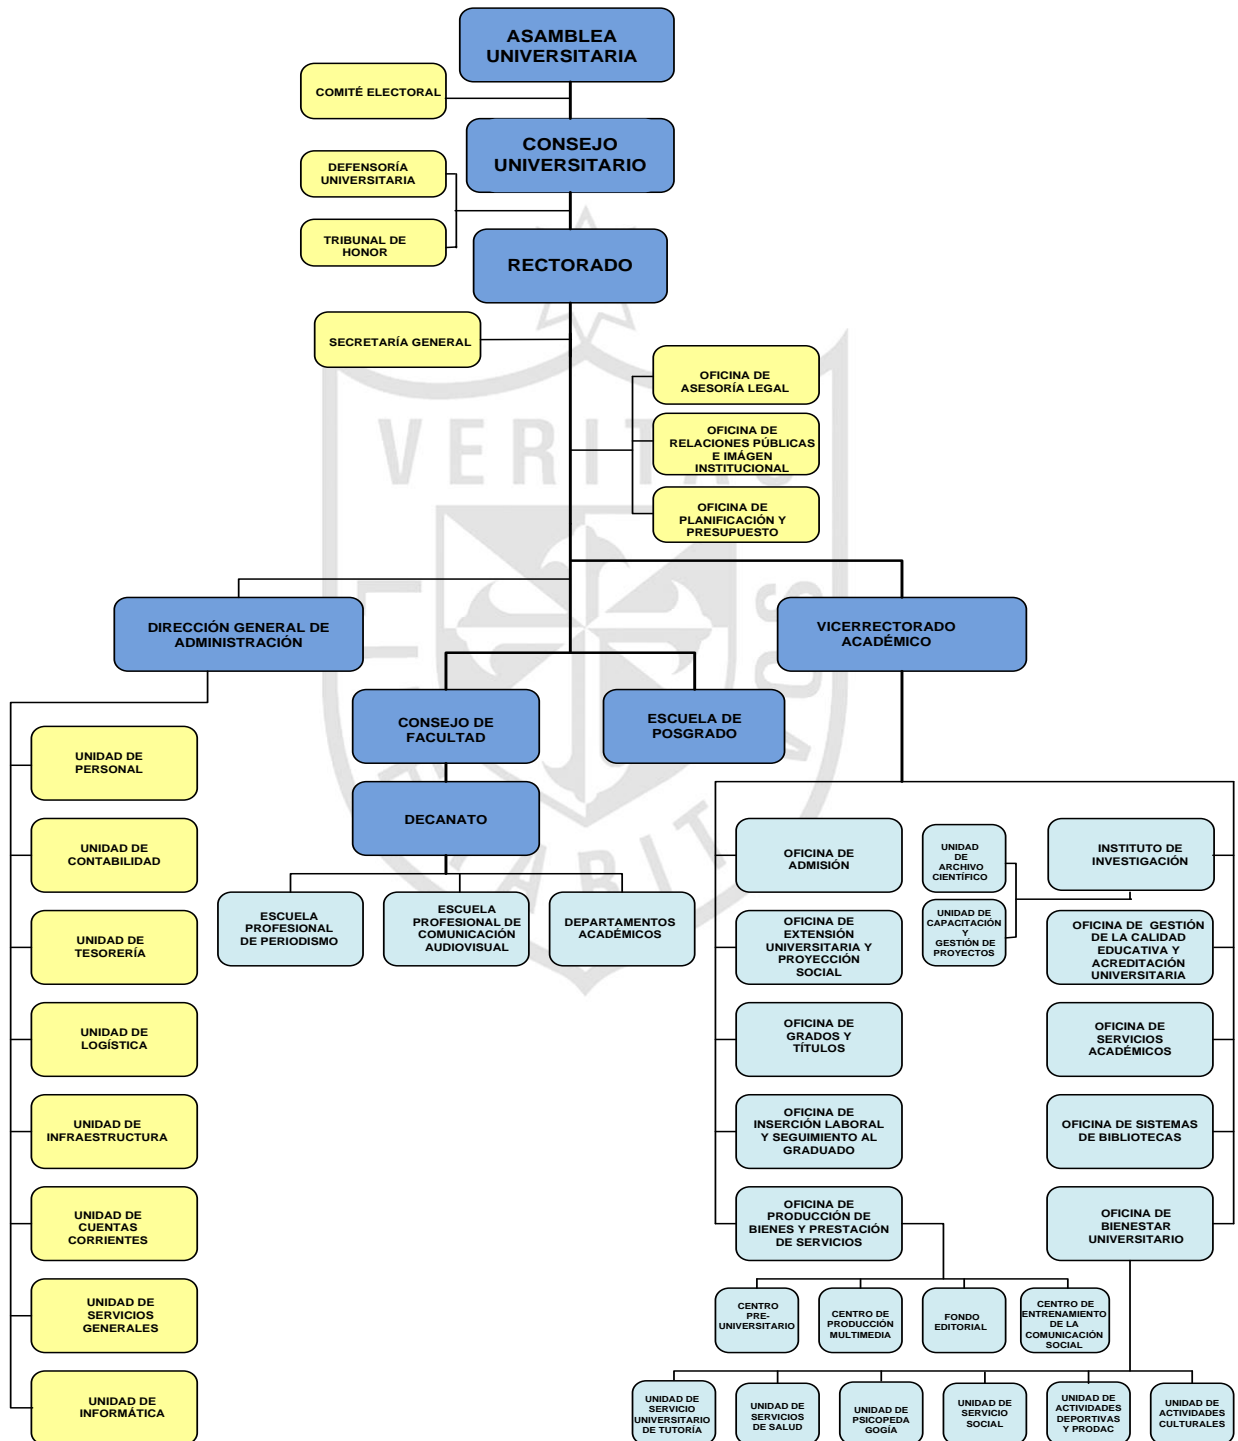 ASAMBLEA
UNIVERSITARIA
COMITÉ ELECTORAL
CONSEJO
UNIVERSITARIO
DEFENSORÍA
UNIVERSITARIA
TRIBUNAL DE
HONOR
RECTORADO
SECRETARÍA GENERAL
OFICINA DE
ASESORÍA LEGAL
OFICINA DE
RELACIONES PÚBLICAS
E IMÁGEN
INSTITUCIONAL
OFICINA DE
PLANIFICACIÓN Y
PRESUPUESTO
VERITAS
DIRECCIÓN GENERAL DE
ADMINISTRACIÓN
VICERRECTORADO
ACADÉMICO
CONSEJO DE
FACULTAD
ESCUELA DE
POSGRADO
DECANATO
ESCUELA
PROFESIONAL
DE PERIODISMO
ESCUELA
PROFESIONAL DE
COMUNICACIÓN
AUDIOVISUAL
DEPARTAMENTOS
ACADÉMICOS
UNIDAD DE
PERSONAL
UNIDAD DE
CONTABILIDAD
UNIDAD DE
TESORERÍA
UNIDAD DE
LOGÍSTICA
UNIDAD DE
INFRAESTRUCTURA
UNIDAD DE
CUENTAS
CORRIENTES
UNIDAD DE
SERVICIOS
GENERALES
UNIDAD DE
INFORMÁTICA
OFICINA DE
ADMISIÓN
UNIDAD
DE
ARCHIVO
CIENTÍFICO
INSTITUTO DE
INVESTIGACIÓN
OFICINA DE
EXTENSIÓN
UNIVERSITARIA Y
PROYECCIÓN
SOCIAL
UNIDAD DE
CAPACITACIÓN
Y
GESTIÓN DE
PROYECTOS
OFICINA DE GESTIÓN
DE LA CALIDAD
EDUCATIVA Y
ACREDITACIÓN
UNIVERSITARIA
OFICINA DE
GRADOS Y
TÍTULOS
OFICINA DE
SERVICIOS
ACADÉMICOS
OFICINA DE
INSERCIÓN LABORAL
Y SEGUIMIENTO AL
GRADUADO
OFICINA DE SISTEMAS
DE BIBLIOTECAS
OFICINA DE
PRODUCCIÓN DE
BIENES Y PRESTACIÓN
DE SERVICIOS
OFICINA DE
BIENESTAR
UNIVERSITARIO
CENTRO
PRE-
UNIVERSITARIO
CENTRO DE
PRODUCCIÓN
MULTIMEDIA
FONDO
EDITORIAL
CENTRO DE
ENTRENAMIENTO
DE LA
COMUNICACIÓN
SOCIAL
UNIDAD DE
SERVICIO
UNIVERSITARIO
DE TUTORÍA
UNIDAD DE
SERVICIOS
DE SALUD
UNIDAD DE
PSICOPEDA
GOGÍA
UNIDAD DE
SERVICIO
SOCIAL
UNIDAD DE
ACTIVIDADES
DEPORTIVAS
Y PRODAC
UNIDAD DE
ACTIVIDADES
CULTURALES